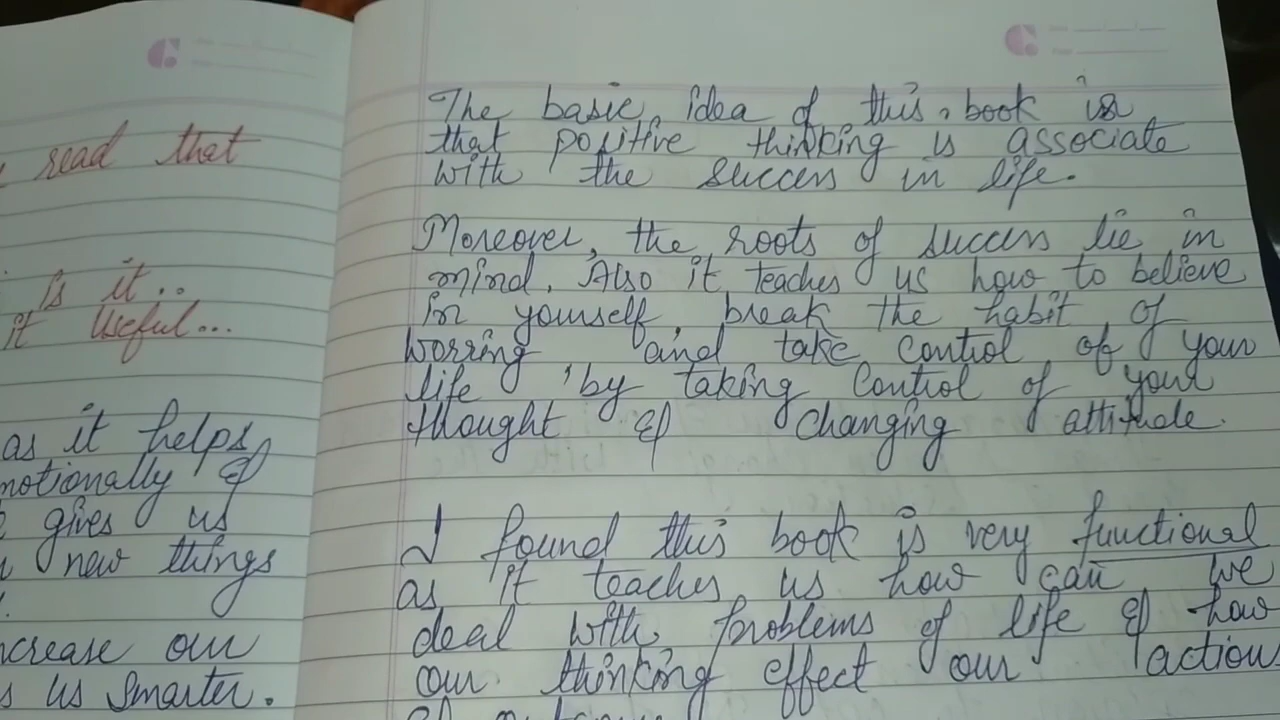 read that
is it..
it useful...
as it helps
&
gives us
new things
our
us smarter.
The basic idea of this book is
that positive thinking is associate
with the success in life.
Moreover, the roots of success lie in
mind. Also it teaches us how to believe
in yourself, break the habit of
worring and take control of your
life by taking control of your
thought & changing attitude.
I found this book is very functional
as it teaches us how can we
deal with problems of life & how
our thinking effect our action